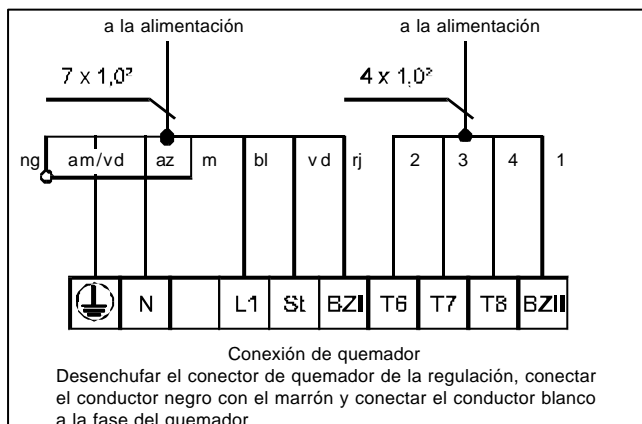 a la alimentación a la alimentación
7 x 1,0² 4 x 1,0²
ng am/vd az m bl vd rj 2 3 4 1
N L1 St BZI T6 T7 T8 BZII
Conexión de quemador
Desenchufar el conector de quemador de la regulación, conectar
el conductor negro con el marrón y conectar el conductor blanco
a la fase del quemador